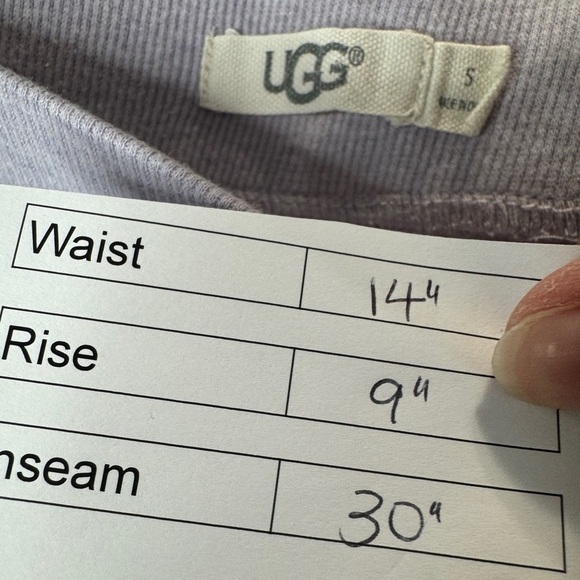 UGG®
S
Waist 14"
Rise 9"
nseam 30"